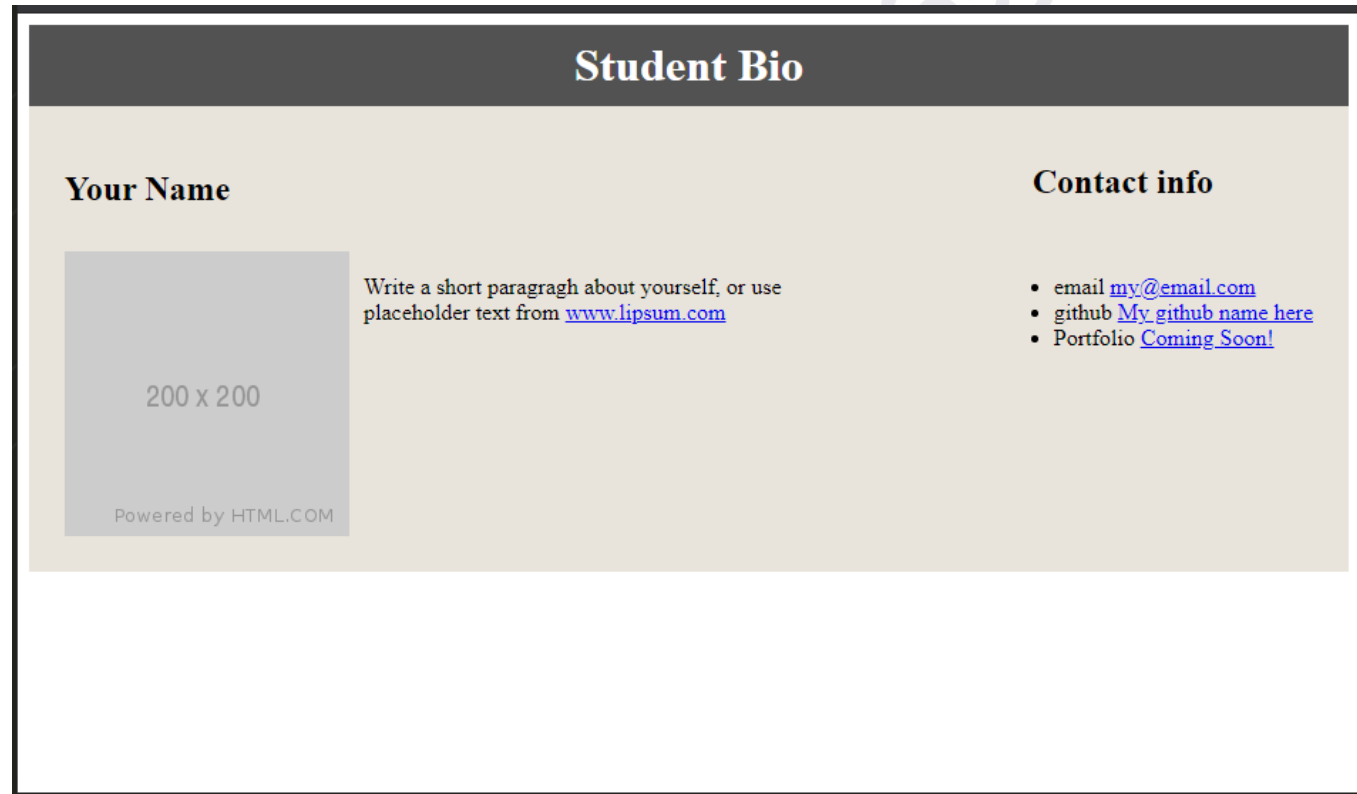 Student Bio
Your Name
200 x 200
Powered by HTML.COM
Write a short paragragh about yourself, or use
placeholder text from www.lipsum.com
Contact info
email my@email.com
github My github name here
Portfolio Coming Soon!